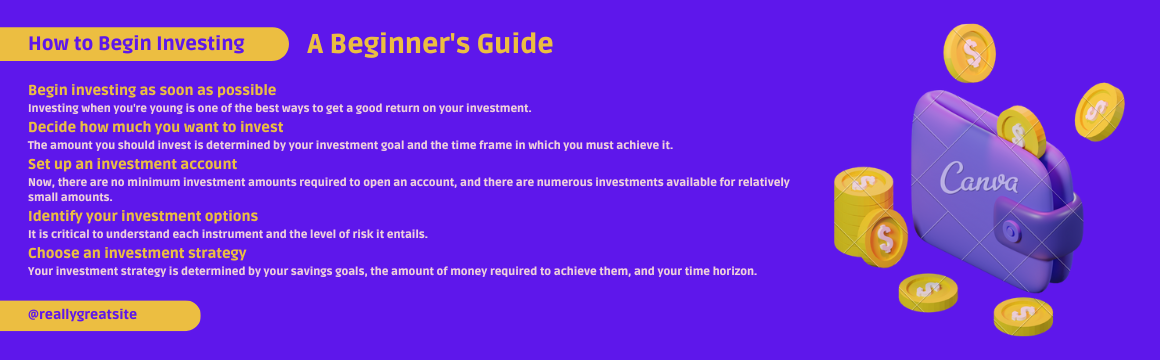 How to Begin Investing
A Beginner's Guide
Begin investing as soon as possible
Investing when you're young is one of the best ways to get a good return on your investment.
Decide how much you want to invest
The amount you should invest is determined by your investment goal and the time frame in which you must achieve it.
Set up an investment account
Now, there are no minimum investment amounts required to open an account, and there are numerous investments available for relatively
small amounts.
Identify your investment options
It is critical to understand each instrument and the level of risk it entails.
Choose an investment strategy
Your investment strategy is determined by your savings goals, the amount of money required to achieve them, and your time horizon.
@reallygreatsite
Canva
$
$
$
$
$
$
$